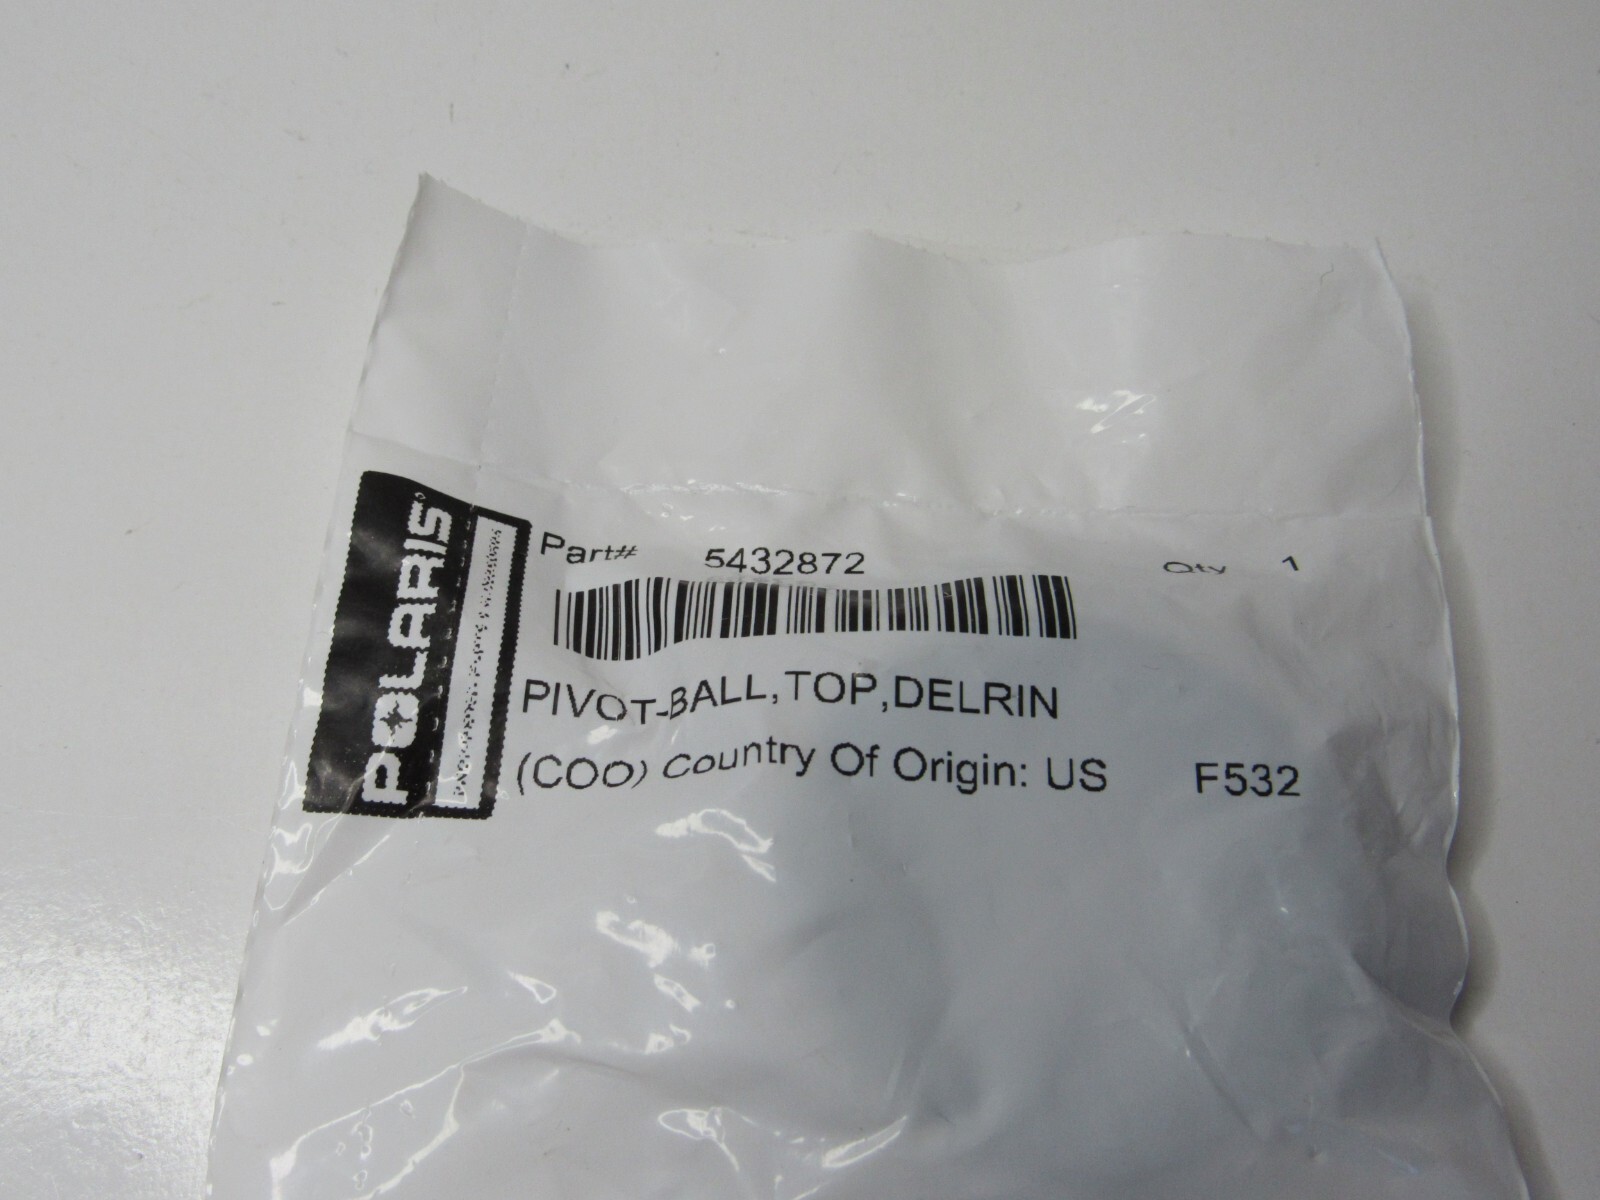 POLARIS
Part# 5432872 Qty 1
PIVOT-BALL,TOP,DELRIN
(COO) Country Of Origin: US F532